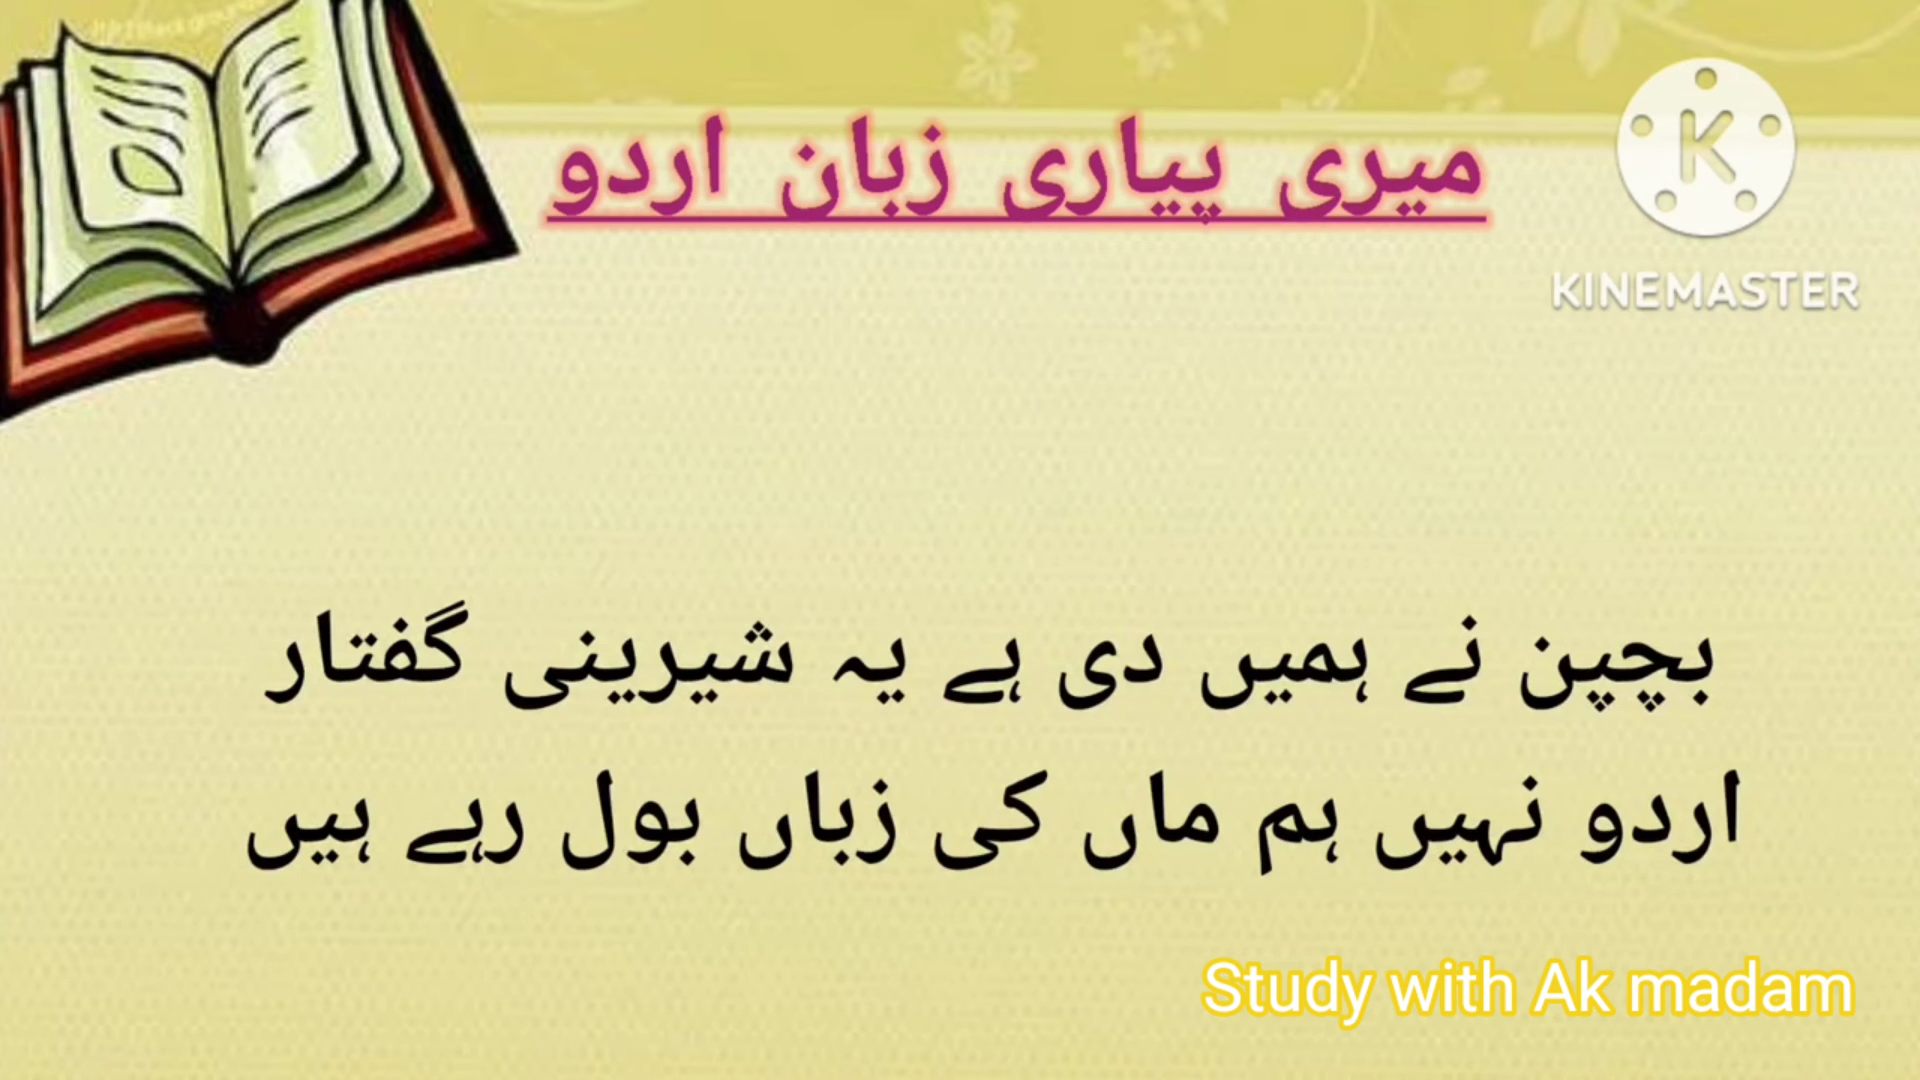 میری پیاری زبان اردو
KINEMASTER
بچپن نے ہمیں دی ہے یہ شیرینی گفتار
اردو نہیں ہم ماں کی زباں بول رہے ہیں
Study with Ak madam